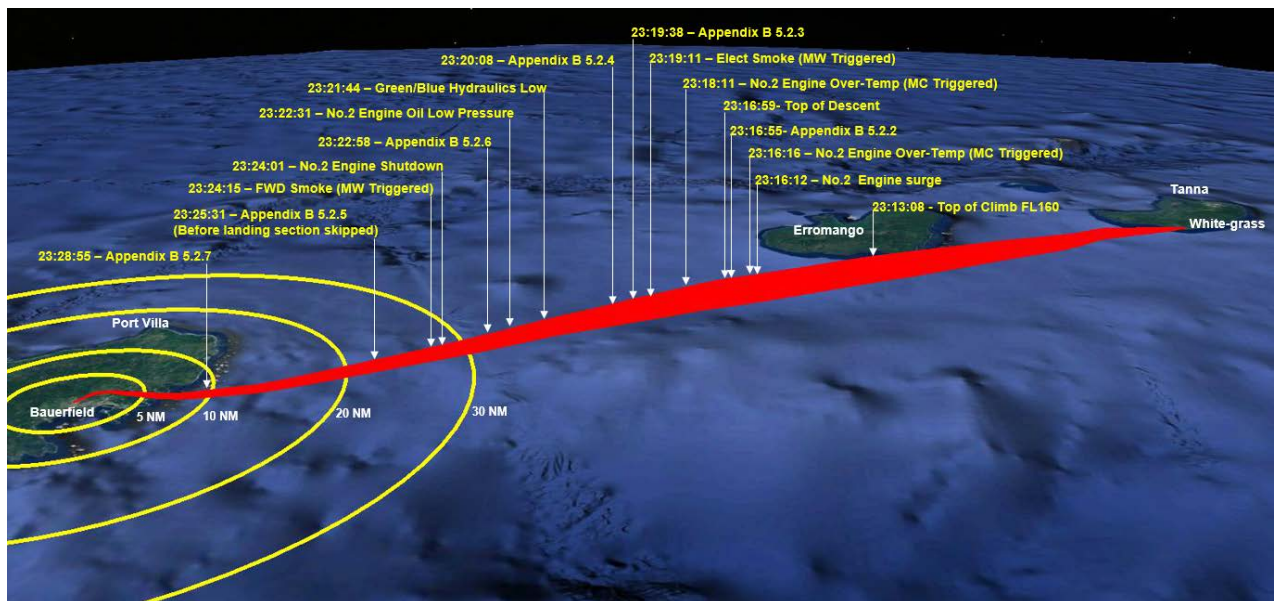 23:19:38 – Appendix B 5.2.3
23:20:08 – Appendix B 5.2.4
23:19:11 – Elect Smoke (MW Triggered)
23:21:44 – Green/Blue Hydraulics Low
23:18:11 – No.2 Engine Over-Temp (MC Triggered)
23:22:31 – No.2 Engine Oil Low Pressure
23:16:59- Top of Descent
23:22:58 – Appendix B 5.2.6
23:16:55- Appendix B 5.2.2
23:24:01 – No.2 Engine Shutdown
23:16:16 – No.2 Engine Over-Temp (MC Triggered)
23:24:15 – FWD Smoke (MW Triggered)
23:16:12 – No.2 Engine surge
23:25:31 – Appendix B 5.2.5
(Before landing section skipped)
23:13:08 - Top of Climb FL160
Tanna
White-grass
Erromango
23:28:55 – Appendix B 5.2.7
Port Villa
Bauerfield
5 NM
10 NM
20 NM
30 NM